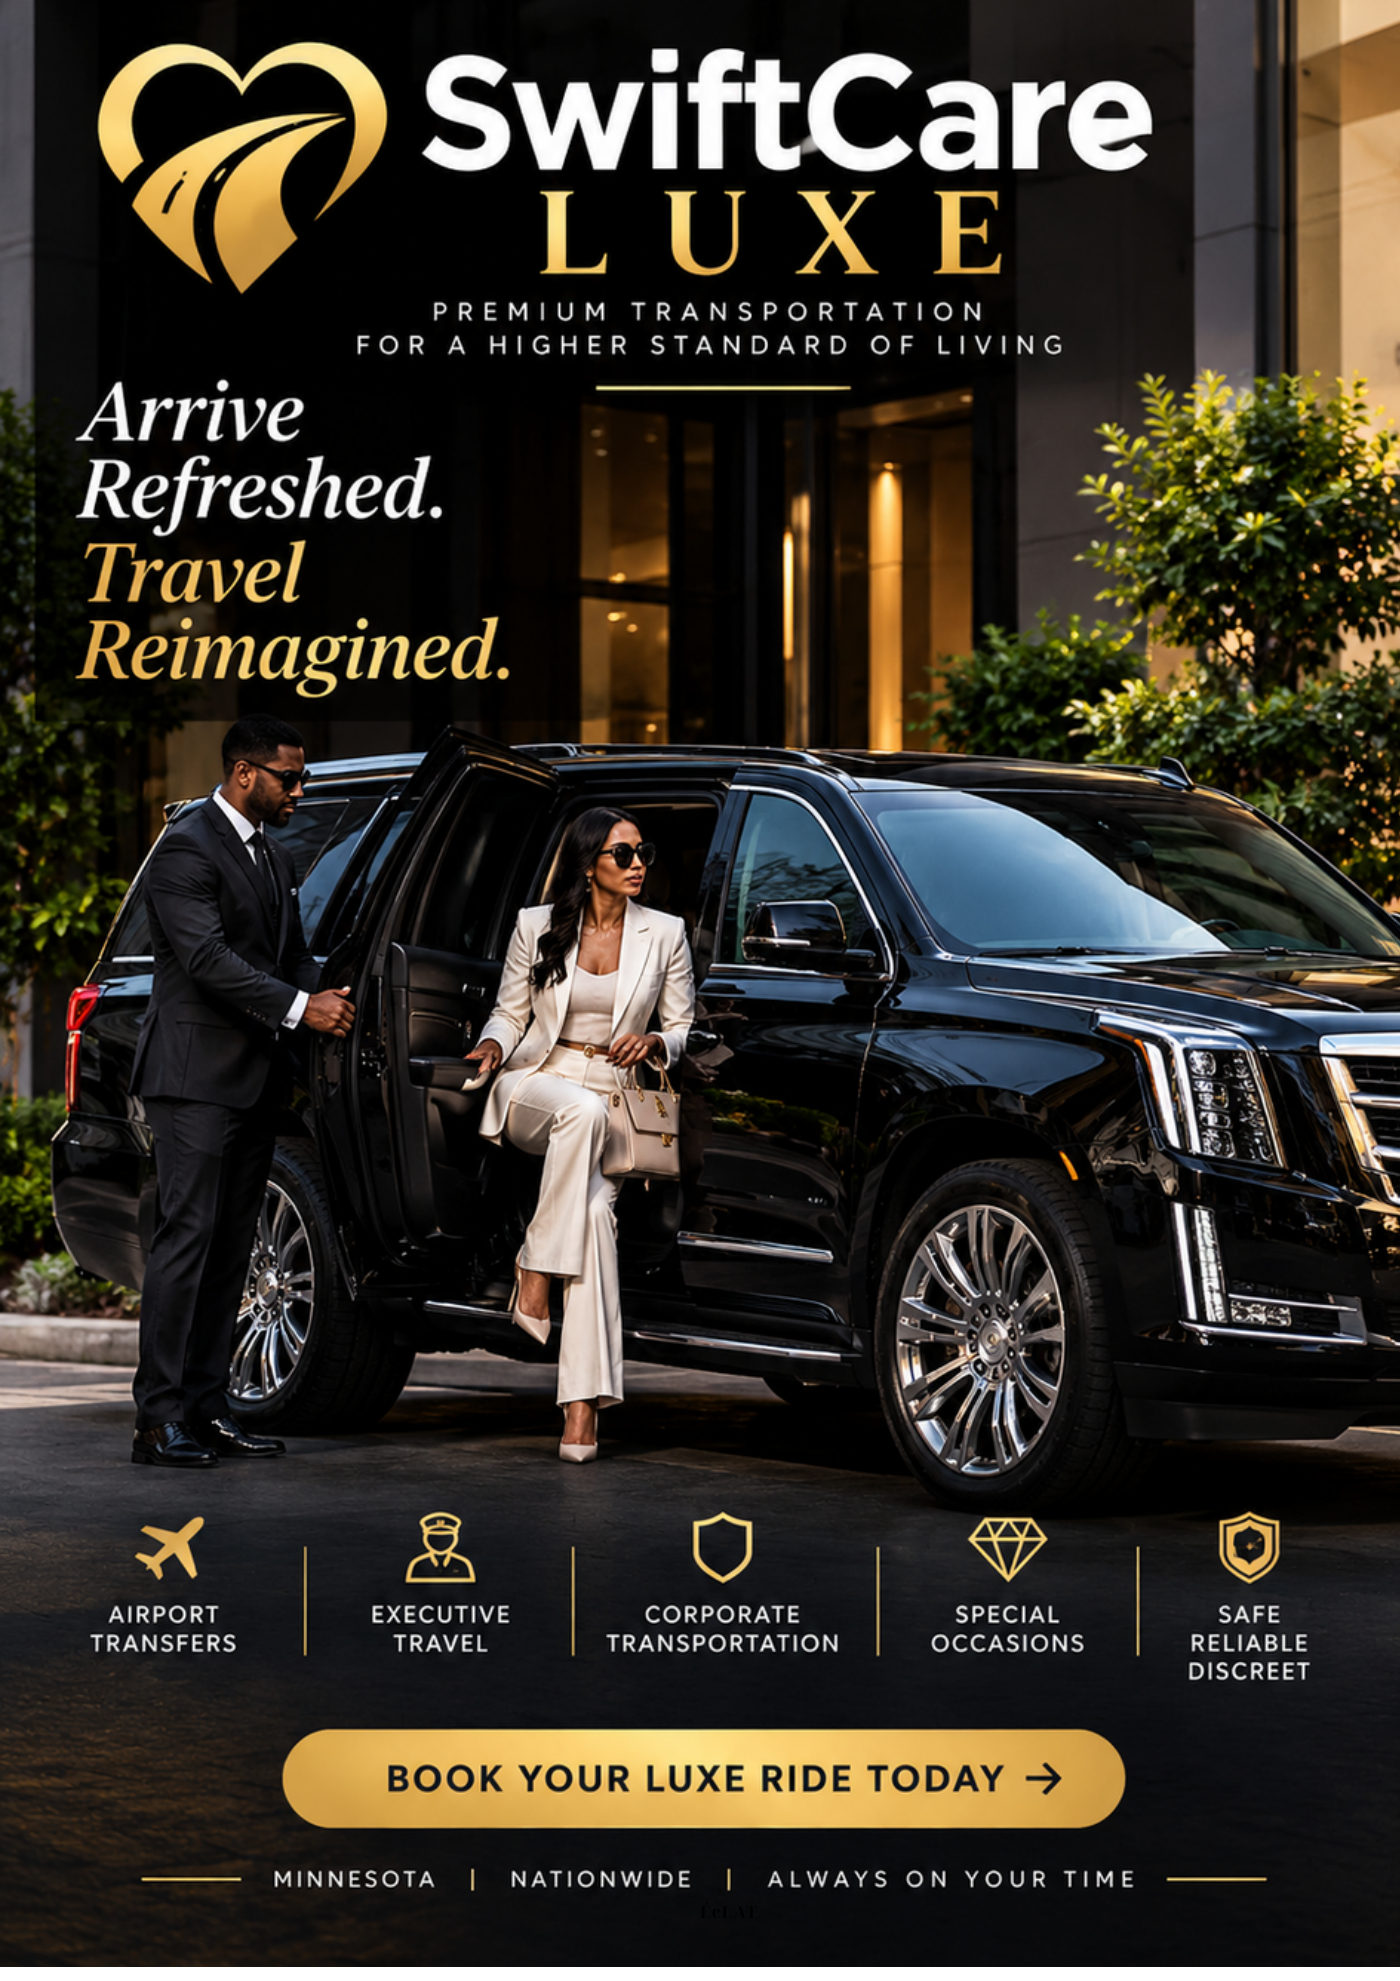 SwiftCare
LUXE
PREMIUM TRANSPORTATION
FOR A HIGHER STANDARD OF LIVING
Arrive
Refreshed.
Travel
Reimagined.
AIRPORT
TRANSFERS
EXECUTIVE
TRAVEL
CORPORATE
TRANSPORTATION
SPECIAL
OCCASIONS
SAFE
RELIABLE
DISCREET
BOOK YOUR LUXE RIDE TODAY →
MINNESOTA | NATIONWIDE | ALWAYS ON YOUR TIME